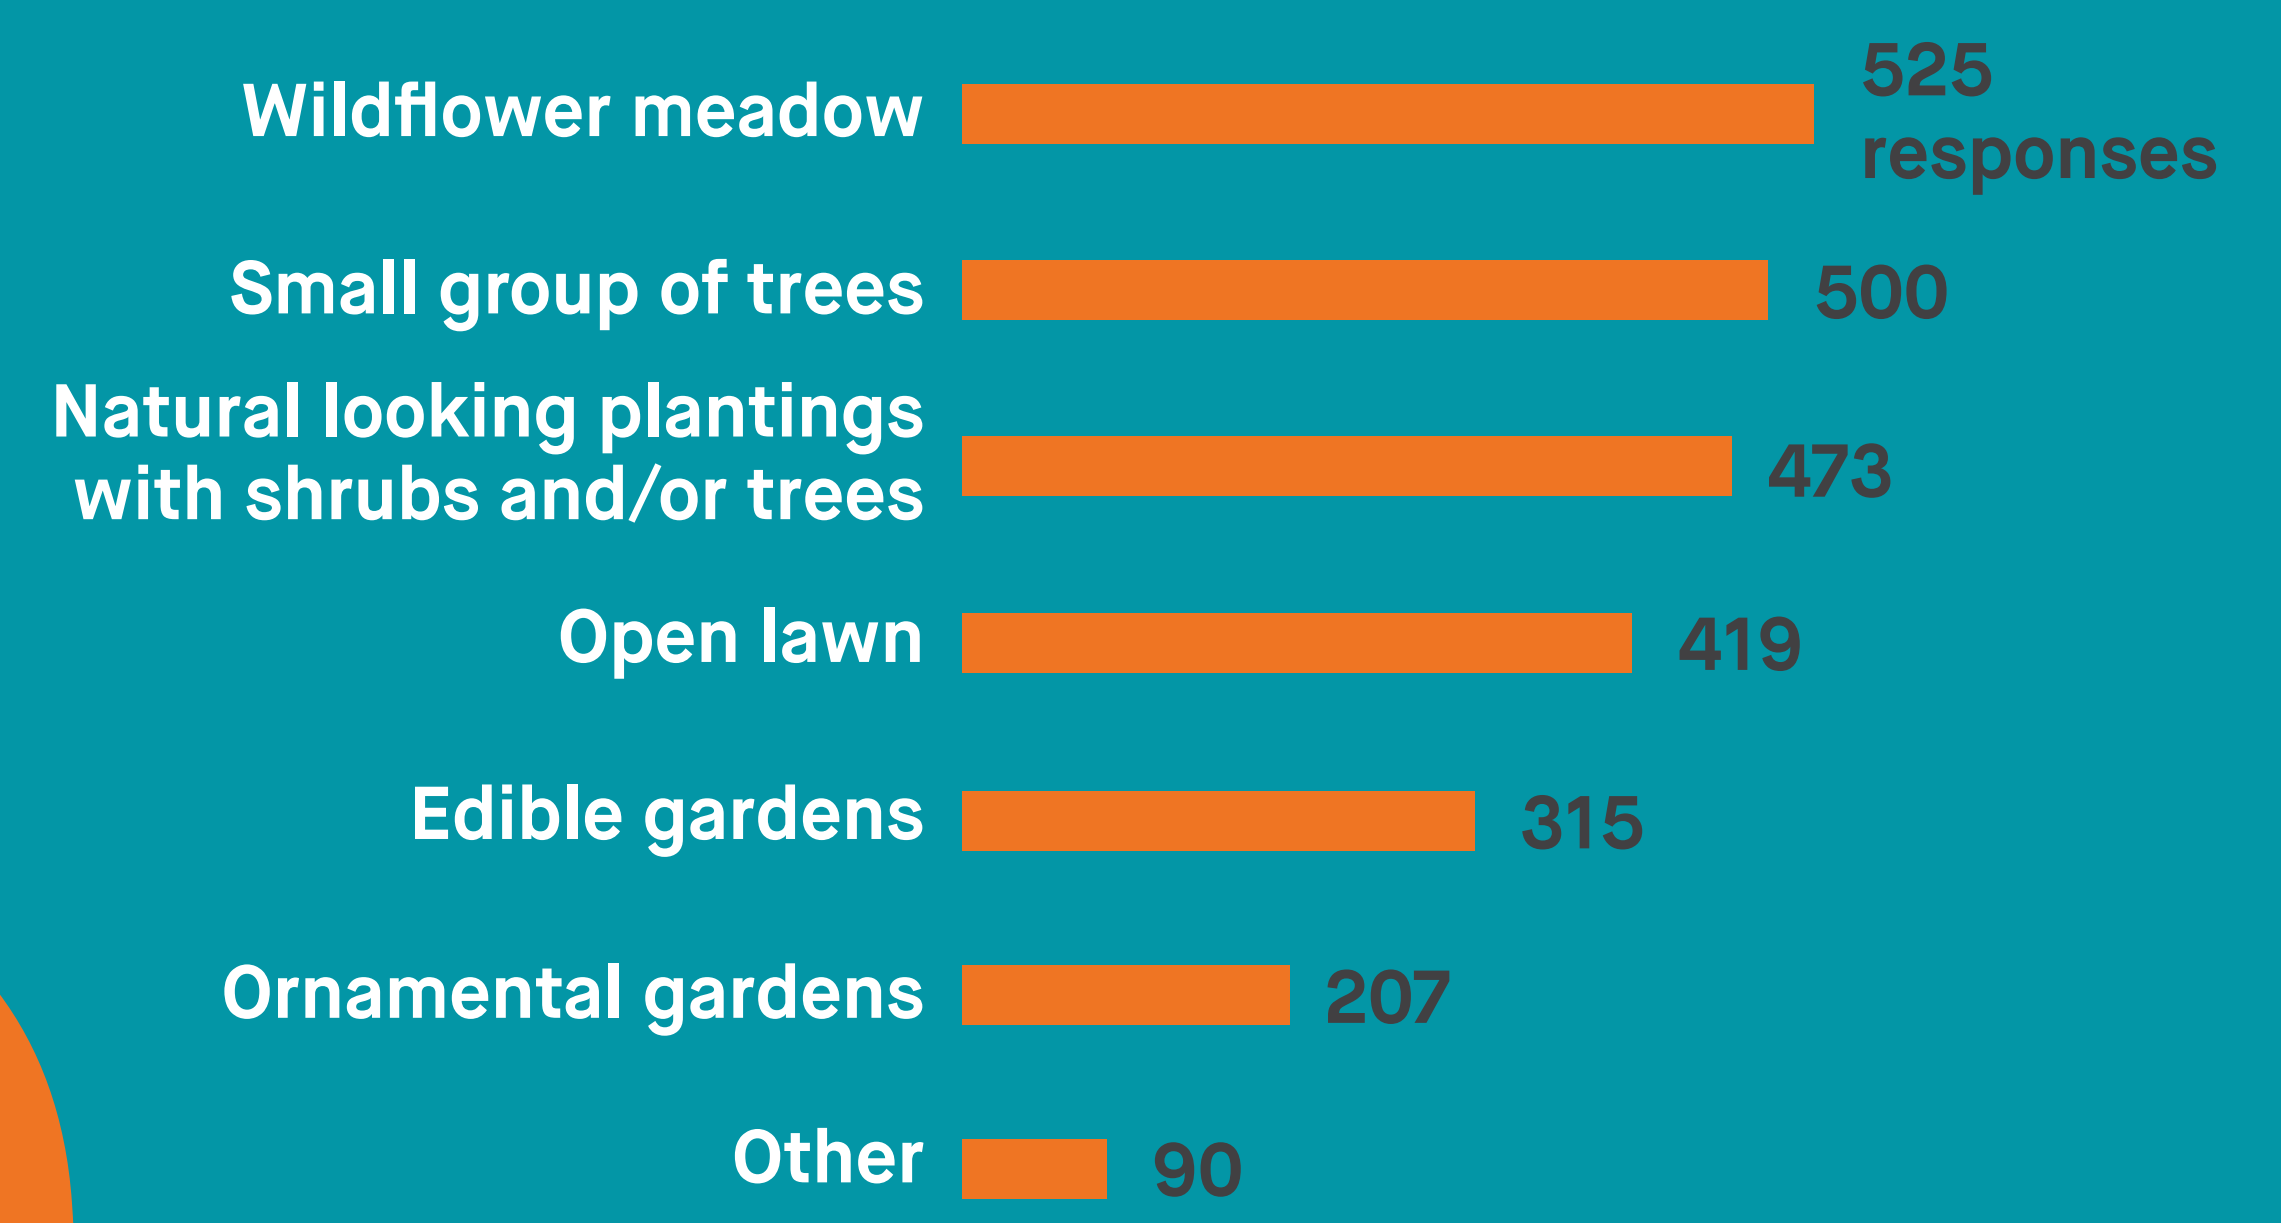 Wildflower meadow
525
responses
Small group of trees
500
Natural looking plantings
with shrubs and/or trees
473
Open lawn
419
Edible gardens
315
Ornamental gardens
207
Other
90